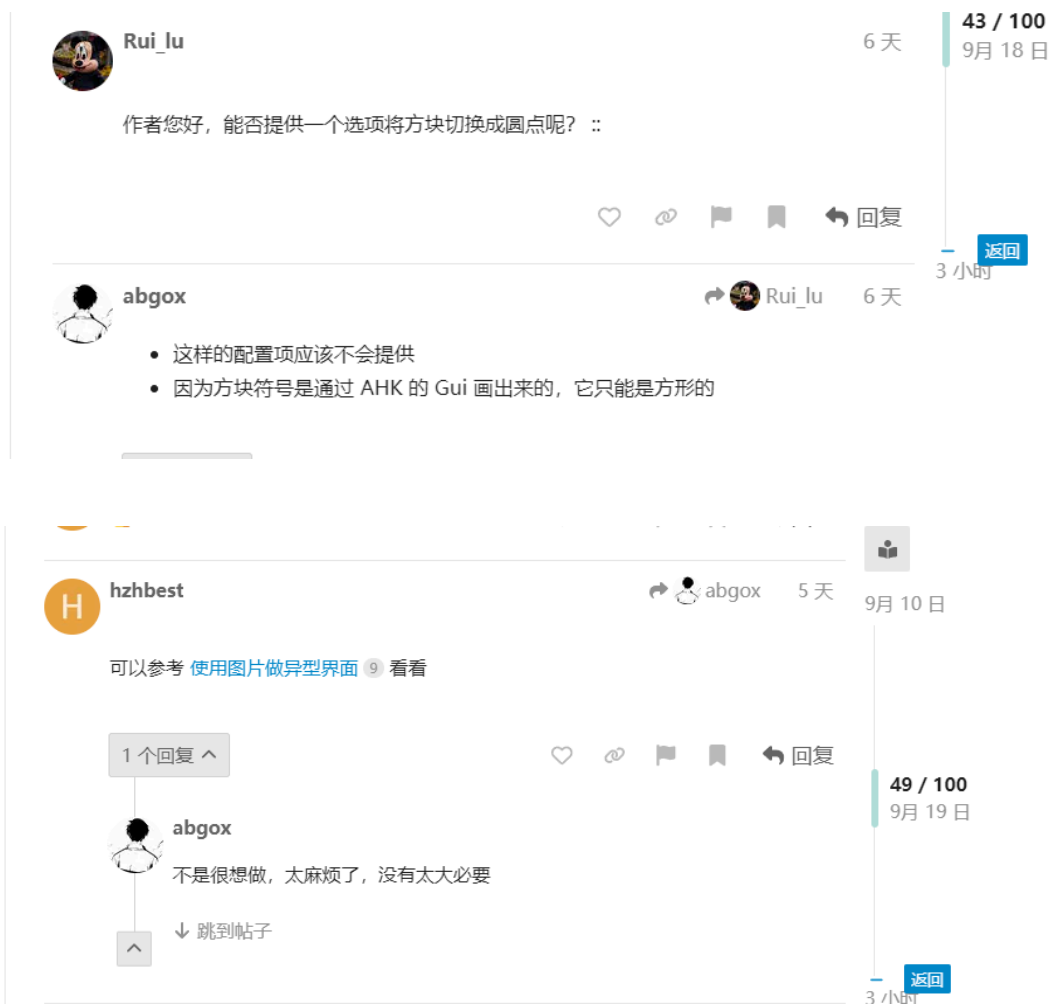 Rui_lu 6 天
43 / 100
9月 18 日
作者您好，能否提供一个选项将方块切换成圆点呢？ ::
回复
返回
3 小时
abgox Rui_lu 6 天
这样的配置项应该不会提供
因为方块符号是通过 AHK 的 Gui 画出来的，它只能是方形的
H hzhbest abgox 5 天
9月 10 日
可以参考 使用图片做异型界面 9 看看
1 个回复 回复
49 / 100
9月 19 日
abgox
不是很想做，太麻烦了，没有太大必要
跳到帖子
返回
3 小时